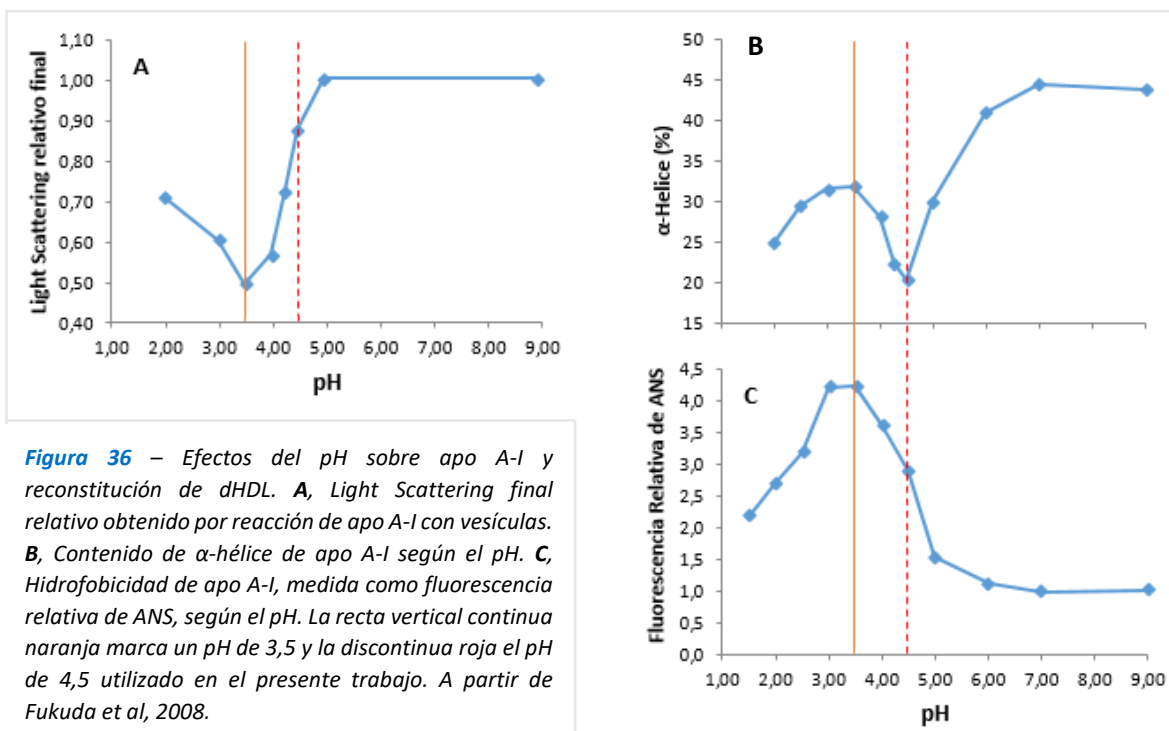 A
Light Scattering relativo final
1,10
1,00
0,90
0,80
0,70
0,60
0,50
0,40
1,00 2,00 3,00 4,00 5,00 6,00 7,00 8,00 9,00
pH
B
α-Helice (%)
50
45
40
35
30
25
20
15
C
Fluorescencia Relativa de ANS
4,5
4,0
3,5
3,0
2,5
2,0
1,5
1,0
0,5
0,0
1,00 2,00 3,00 4,00 5,00 6,00 7,00 8,00 9,00
pH
Figura 36 – Efectos del pH sobre apo A-I y
reconstitución de dHDL. A, Light Scattering final
relativo obtenido por reacción de apo A-I con vesículas.
B, Contenido de α-hélice de apo A-I según el pH. C,
Hidrofobicidad de apo A-I, medida como fluorescencia
relativa de ANS, según el pH. La recta vertical continua
naranja marca un pH de 3,5 y la discontinua roja el pH
de 4,5 utilizado en el presente trabajo. A partir de
Fukuda et al, 2008.